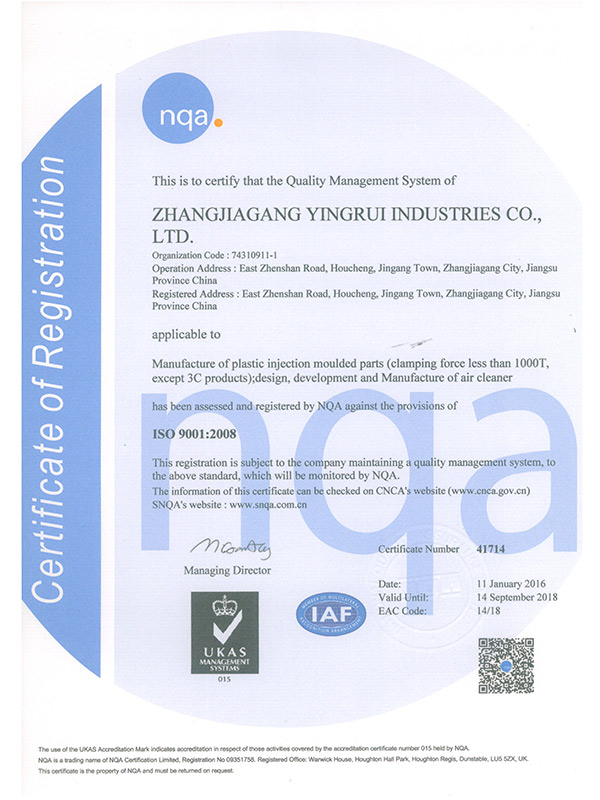 Certificate of Registration
nqa.
This is to certify that the Quality Management System of
ZHANGJIAGANG YINGRUI INDUSTRIES CO.,
LTD.
Organization Code : 74310911-1
Operation Address : East Zhenshan Road, Houcheng, Jingang Town, Zhangjiagang City, Jiangsu
Province China
Registered Address : East Zhenshan Road, Houcheng, Jingang Town, Zhangjiagang City, Jiangsu
Province China
applicable to
Manufacture of plastic injection moulded parts (clamping force less than 1000T,
except 3C products);design, development and Manufacture of air cleaner
nqa
has been assessed and registered by NQA against the provisions of
ISO 9001:2008
This registration is subject to the company maintaining a quality management system, to
the above standard, which will be monitored by NQA.
The information of this certificate can be checked on CNCA's website (www.cnca.gov.cn)
SNQA's website : www.snqa.com.cn
Managing Director
Certificate Number 41714
Date: 11 January 2016
Valid Until: 14 September 2018
EAC Code: 14/18
UKAS
MANAGEMENT
SYSTEMS
015
MEMBER OF MULTILATERAL
IAF
RECOGNITION ARRANGEMENT
nqa
The use of the UKAS Accreditation Mark indicates accreditation in respect of those activities covered by the accreditation certificate number 015 held by NQA.
NQA is a trading name of NQA Certification Limited, Registration No 09351758. Registered Office: Warwick House, Houghton Hall Park, Houghton Regis, Dunstable, LU5 5ZX, UK.
This certificate is the property of NQA and must be returned on request.